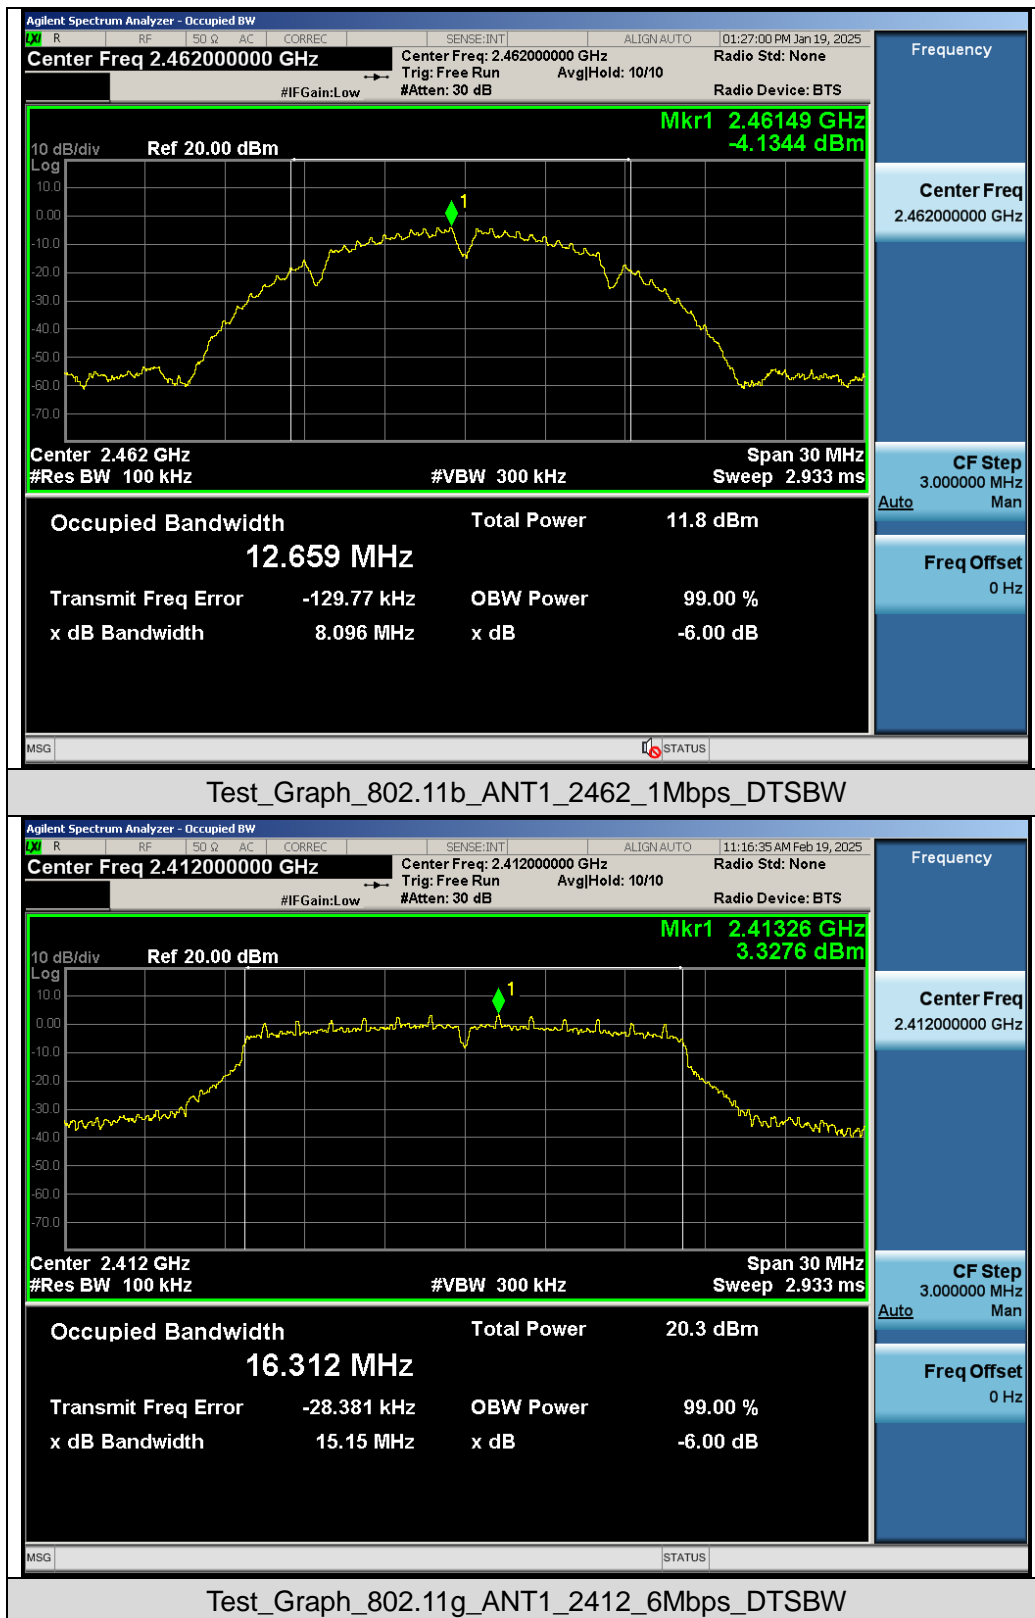 Agilent Spectrum Analyzer - Occupied BW
LXI R RF 50 Ω AC CORREC SENSE:INT ALIGN AUTO 01:27:00 PM Jan 19, 2025
Center Freq 2.462000000 GHz Center Freq: 2.462000000 GHz Radio Std: None Frequency
Trig: Free Run Avg|Hold: 10/10
#IFGain:Low #Atten: 30 dB Radio Device: BTS
Mkr1 2.46149 GHz
10 dB/div Ref 20.00 dBm -4.1344 dBm
Log
10.0
0.00
-10.0
-20.0
-30.0
-40.0
-50.0
-60.0
-70.0
1
Center Freq
2.462000000 GHz
Center 2.462 GHz Span 30 MHz
#Res BW 100 kHz #VBW 300 kHz Sweep 2.933 ms
CF Step
3.000000 MHz
Auto Man
Occupied Bandwidth Total Power 11.8 dBm
12.659 MHz
Freq Offset
0 Hz
Transmit Freq Error -129.77 kHz OBW Power 99.00 %
x dB Bandwidth 8.096 MHz x dB -6.00 dB
MSG STATUS
Test_Graph_802.11b_ANT1_2462_1Mbps_DTSBW
Agilent Spectrum Analyzer - Occupied BW
LXI R RF 50 Ω AC CORREC SENSE:INT ALIGN AUTO 11:16:35 AM Feb 19, 2025
Center Freq 2.412000000 GHz Center Freq: 2.412000000 GHz Radio Std: None Frequency
Trig: Free Run Avg|Hold: 10/10
#IFGain:Low #Atten: 30 dB Radio Device: BTS
Mkr1 2.41326 GHz
10 dB/div Ref 20.00 dBm 3.3276 dBm
Log
10.0
0.00
-10.0
-20.0
-30.0
-40.0
-50.0
-60.0
-70.0
1
Center Freq
2.412000000 GHz
Center 2.412 GHz Span 30 MHz
#Res BW 100 kHz #VBW 300 kHz Sweep 2.933 ms
CF Step
3.000000 MHz
Auto Man
Occupied Bandwidth Total Power 20.3 dBm
16.312 MHz
Freq Offset
0 Hz
Transmit Freq Error -28.381 kHz OBW Power 99.00 %
x dB Bandwidth 15.15 MHz x dB -6.00 dB
MSG STATUS
Test_Graph_802.11g_ANT1_2412_6Mbps_DTSBW